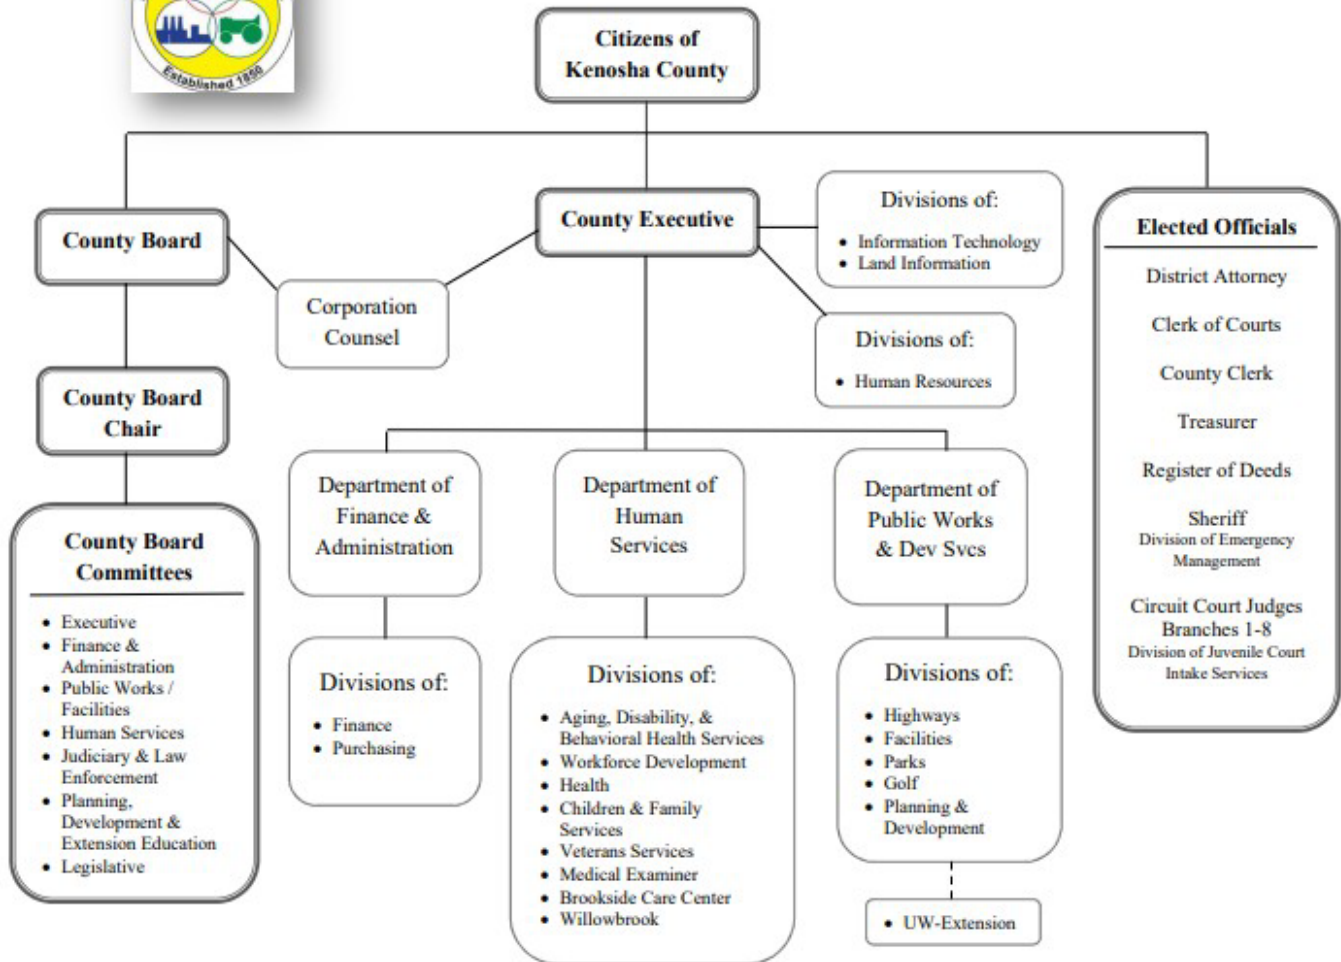 Established 1850
Citizens of
Kenosha County
County Board
County Executive
Divisions of:
• Information Technology
• Land Information
Corporation
Counsel
Divisions of:
• Human Resources
County Board
Chair
County Board
Committees
• Executive
• Finance &
Administration
• Public Works /
Facilities
• Human Services
• Judiciary & Law
Enforcement
• Planning,
Development &
Extension Education
• Legislative
Department of
Finance &
Administration
Divisions of:
• Finance
• Purchasing
Department of
Human
Services
Divisions of:
• Aging, Disability, &
Behavioral Health Services
• Workforce Development
• Health
• Children & Family
Services
• Veterans Services
• Medical Examiner
• Brookside Care Center
• Willowbrook
Department of
Public Works
& Dev Svcs
Divisions of:
• Highways
• Facilities
• Parks
• Golf
• Planning &
Development
• UW-Extension
Elected Officials
District Attorney
Clerk of Courts
County Clerk
Treasurer
Register of Deeds
Sheriff
Division of Emergency
Management
Circuit Court Judges
Branches 1-8
Division of Juvenile Court
Intake Services